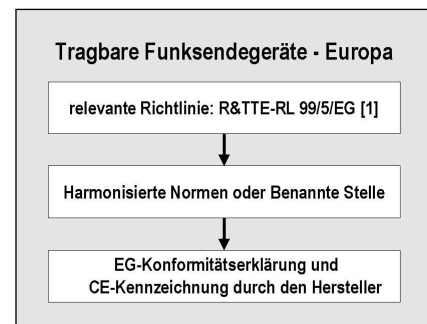 Tragbare Funksendegeräte - Europa
relevante Richtlinie: R&TTE-RL 99/5/EG [1]
Harmonisierte Normen oder Benannte Stelle
EG-Konformitätserklärung und
CE-Kennzeichnung durch den Hersteller